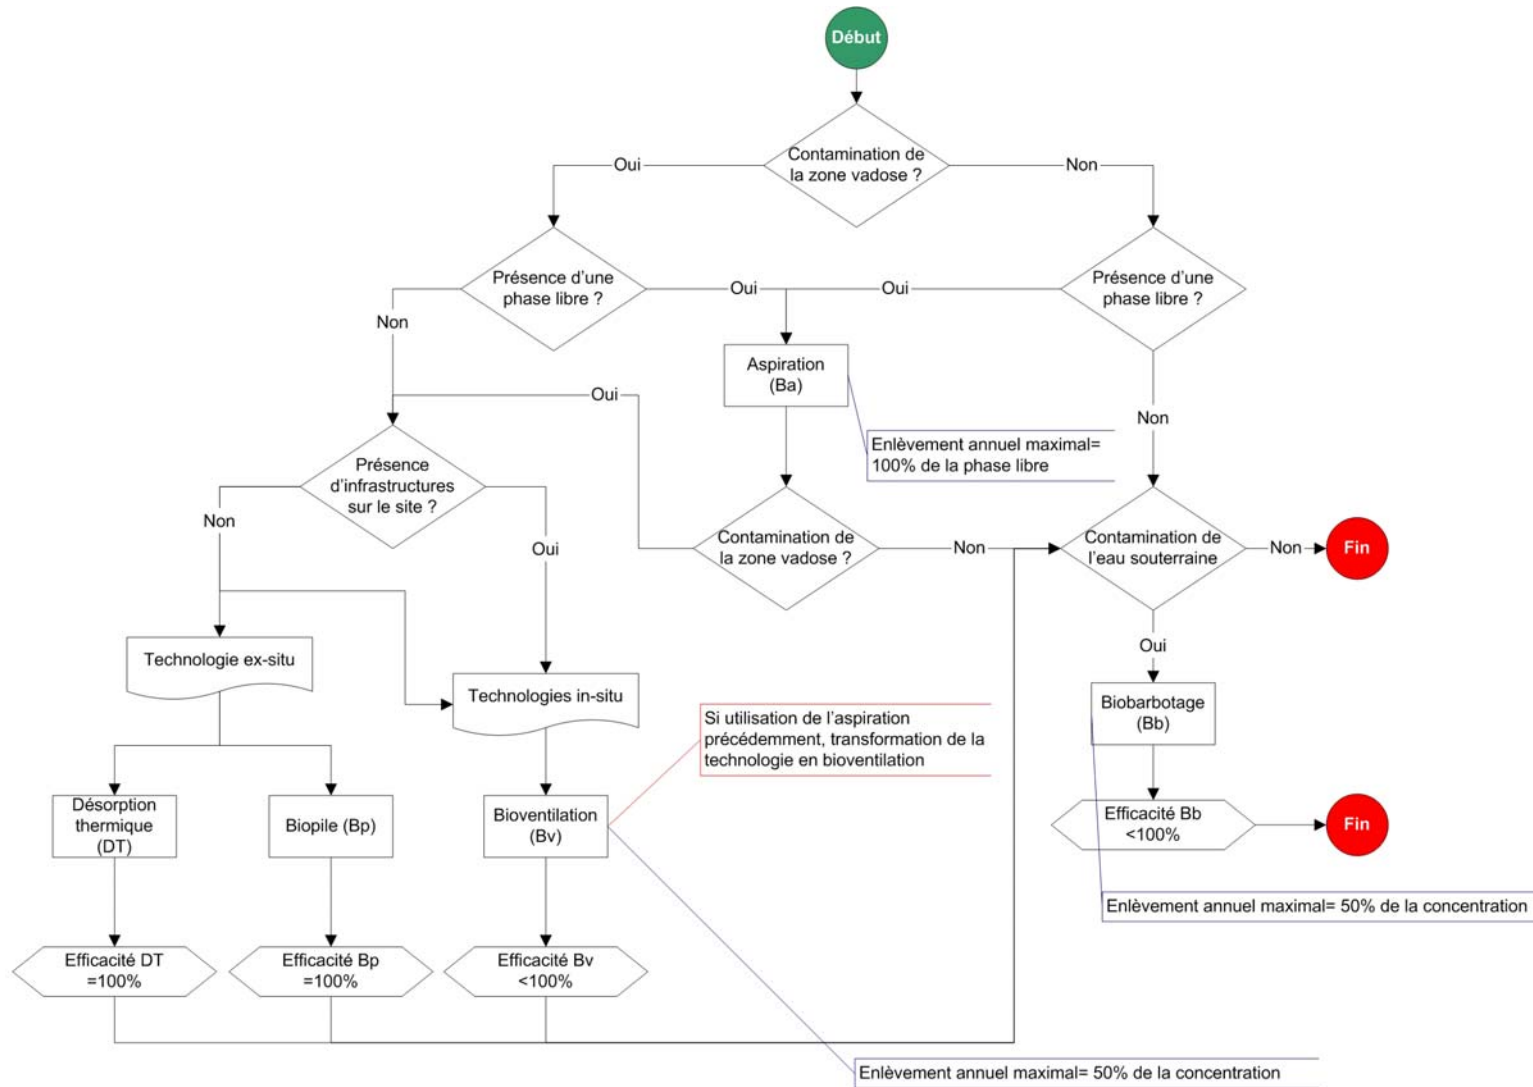 Début
Contamination de
la zone vadose ?
Oui
Non
Présence d'une
phase libre ?
Oui
Oui
Présence d'une
phase libre ?
Non
Aspiration
(Ba)
Oui
Non
Enlèvement annuel maximal=
100% de la phase libre
Présence
d'infrastructures
sur le site ?
Non
Oui
Contamination de
la zone vadose ?
Non
Contamination de
l'eau souterraine
Non
Fin
Oui
Technologie ex-situ
Technologies in-situ
Si utilisation de l'aspiration
précédemment, transformation de la
technologie en bioventilation
Biobarbotage
(Bb)
Désorption
thermique
(DT)
Biopile (Bp)
Bioventilation
(Bv)
Efficacité Bb
<100%
Fin
Enlèvement annuel maximal= 50% de la concentration
Efficacité DT
=100%
Efficacité Bp
=100%
Efficacité Bv
<100%
Enlèvement annuel maximal= 50% de la concentration